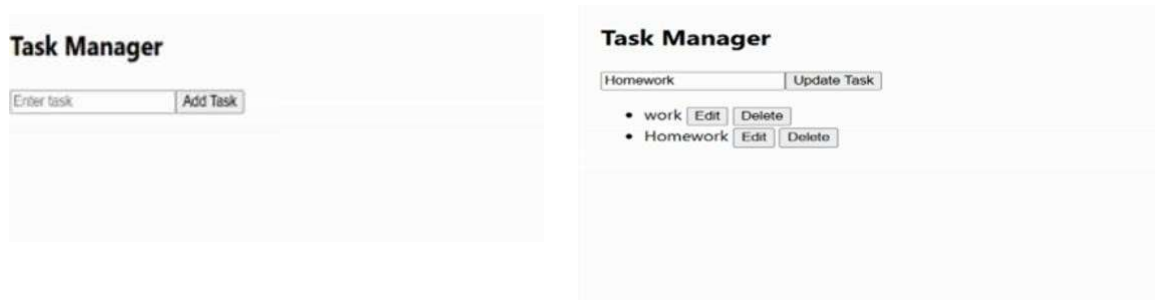 Task Manager
Enter task Add Task
Task Manager
Homework Update Task
• work Edit Delete
• Homework Edit Delete